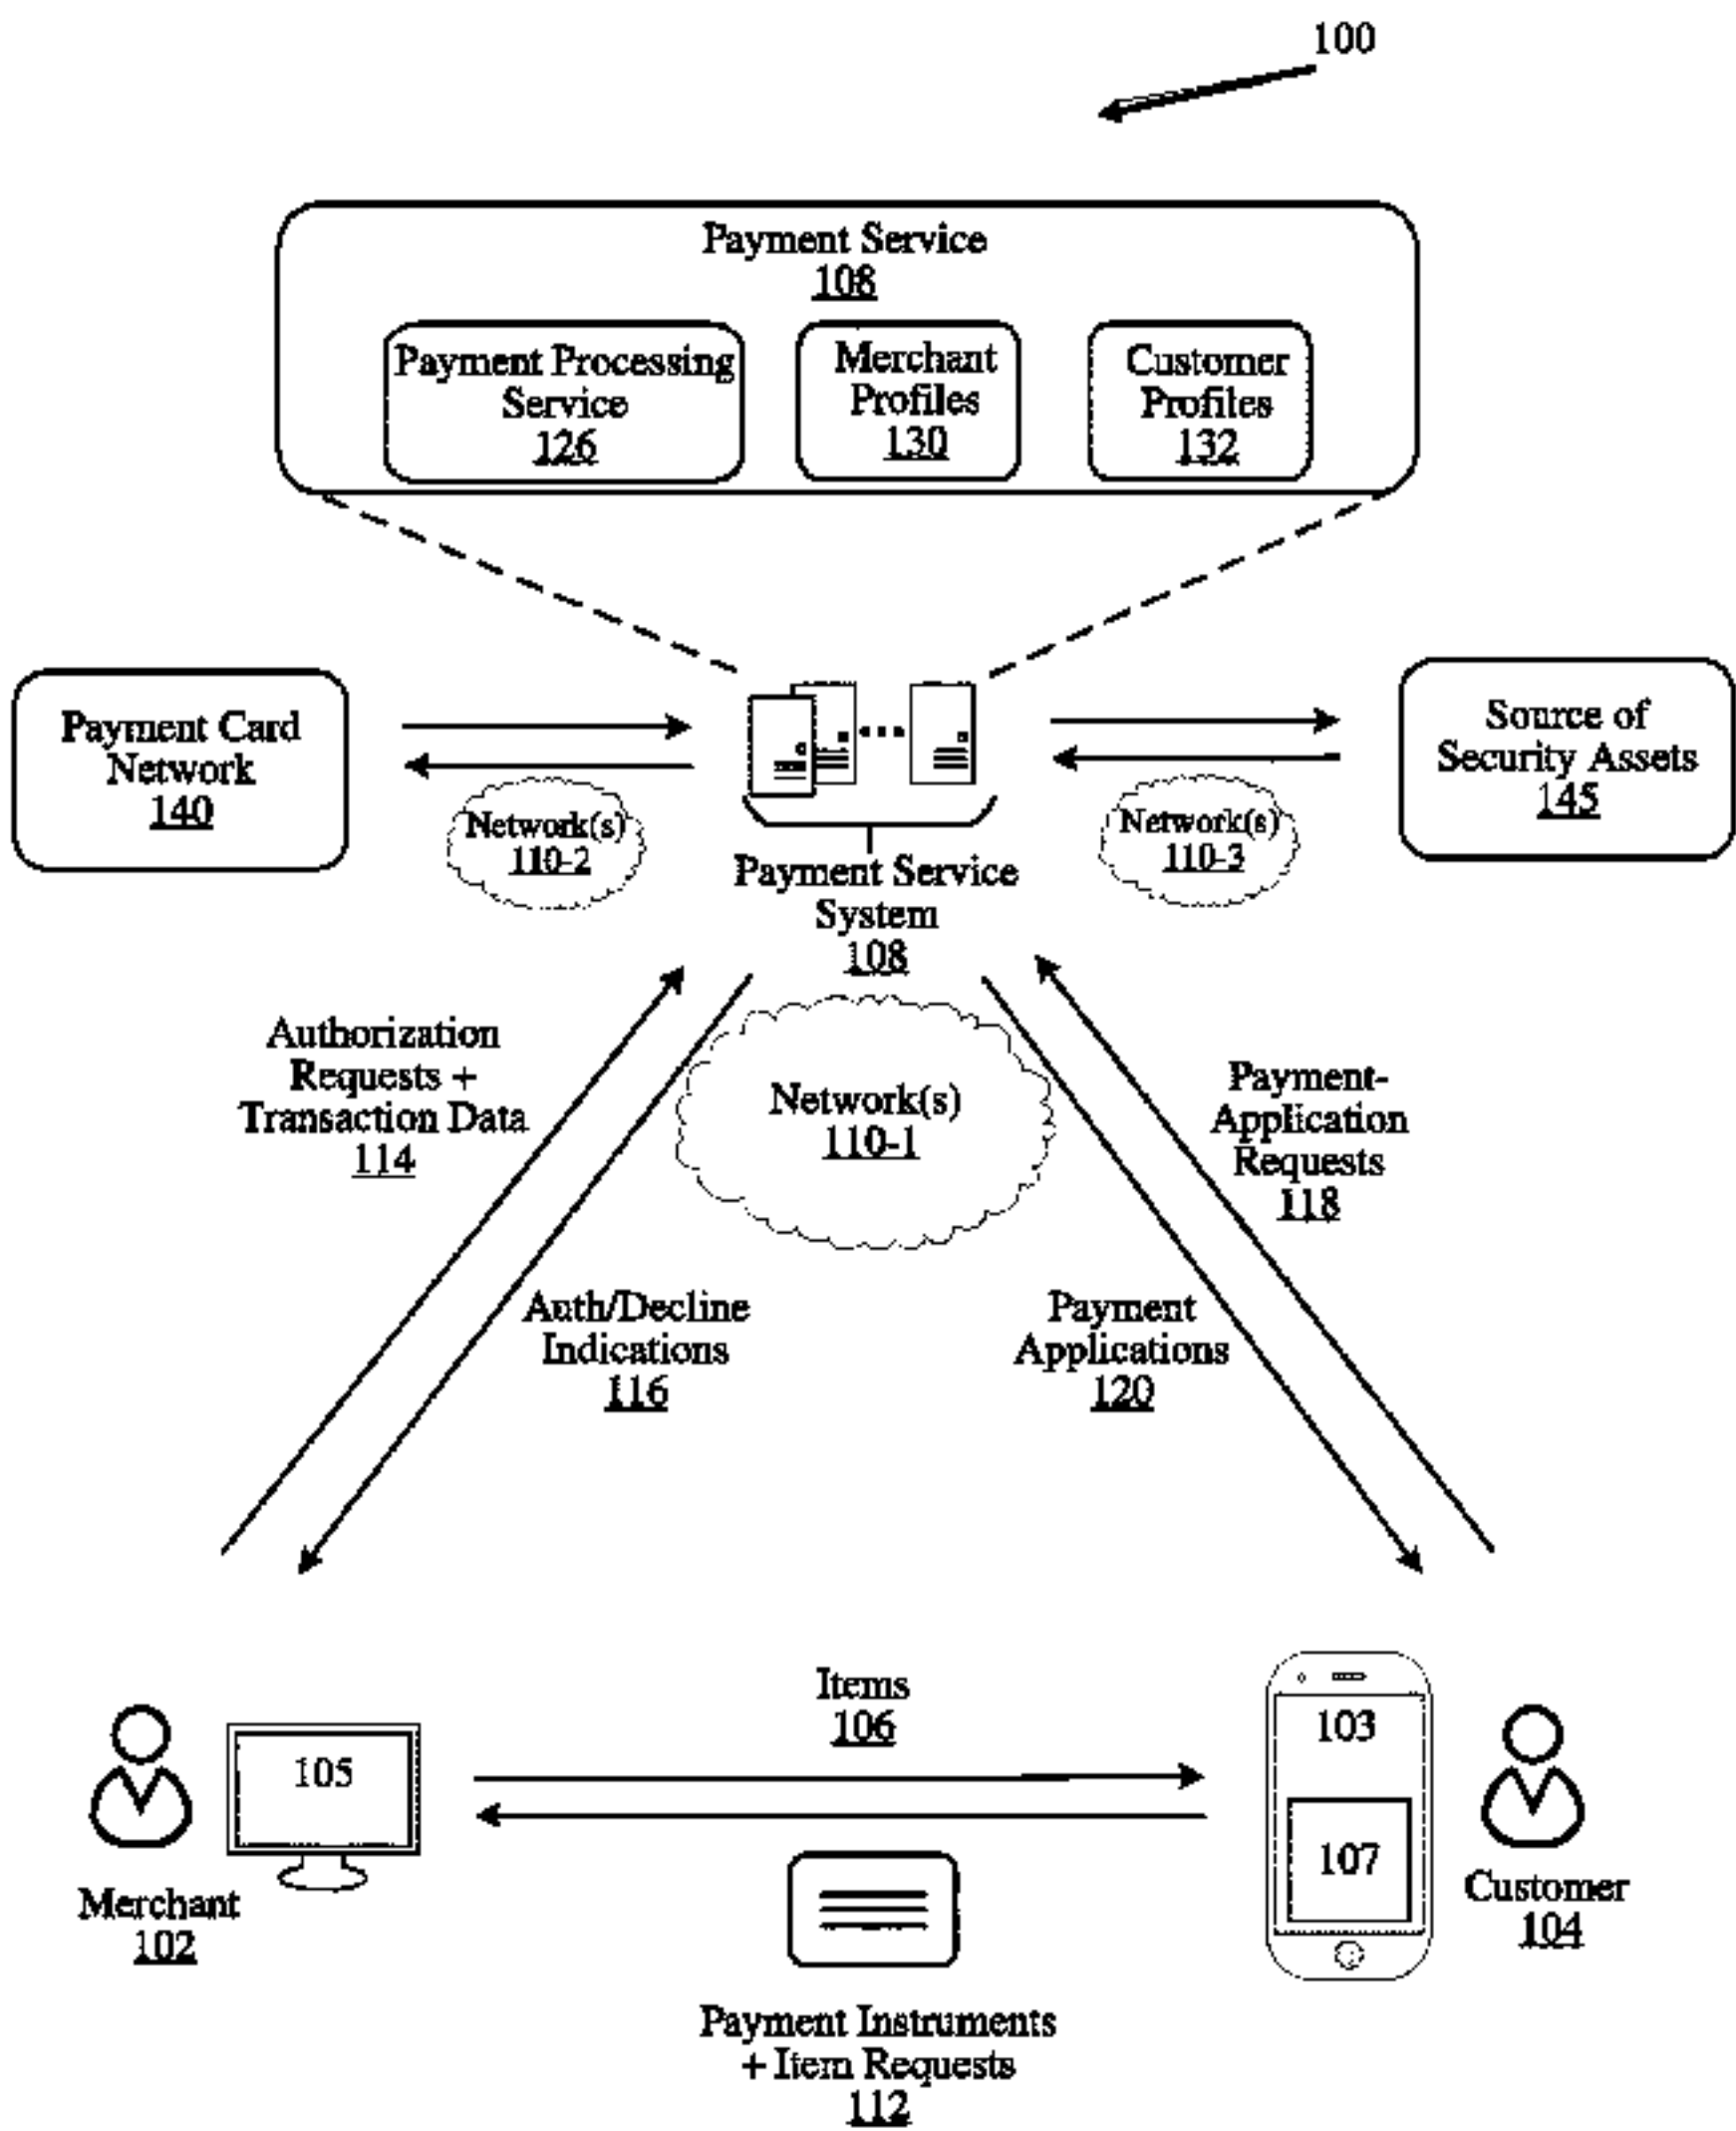 100
Payment Service
108
Payment Processing
Service
126
Merchant
Profiles
130
Customer
Profiles
132
Payment Card
Network
140
Network(s)
110-2
Payment Service
System
108
Network(s)
110-3
Source of
Security Assets
145
Authorization
Requests +
Transaction Data
114
Network(s)
110-1
Payment-
Application
Requests
118
Auth/Decline
Indications
116
Payment
Applications
120
Items
106
105
Merchant
102
103
107
Customer
104
Payment Instruments
+ Item Requests
112